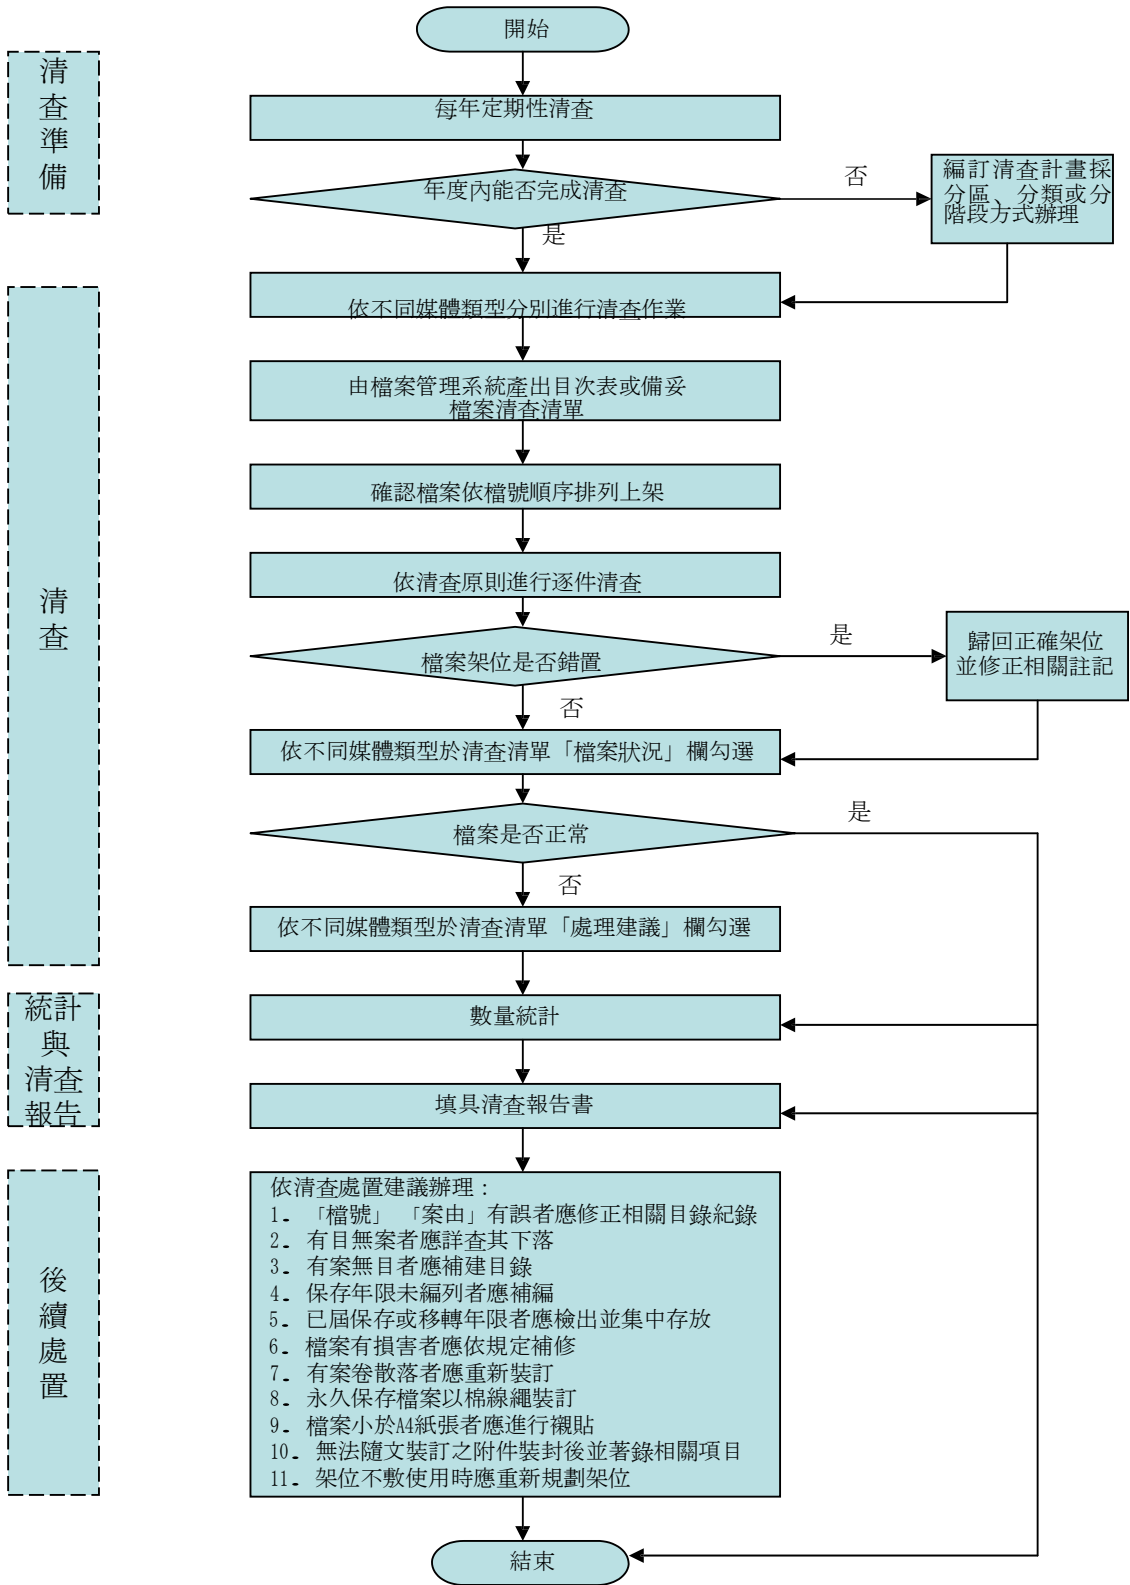 開始
清
查
準
備
每年定期性清查
年度內能否完成清查
否
編訂清查計畫採
分區、分類或分
階段方式辦理
是
清
查
依不同媒體類型分別進行清查作業
由檔案管理系統產出目次表或備妥
檔案清查清單
確認檔案依檔號順序排列上架
依清查原則進行逐件清查
檔案架位是否錯置
是
歸回正確架位
並修正相關註記
否
依不同媒體類型於清查清單「檔案狀況」欄勾選
檔案是否正常
是
否
依不同媒體類型於清查清單「處理建議」欄勾選
統計
與
清查
報告
數量統計
填具清查報告書
後
續
處
置
依清查處置建議辦理：
1. 「檔號」「案由」有誤者應修正相關目錄紀錄
2. 有目無案者應詳查其下落
3. 有案無目者應補建目錄
4. 保存年限未編列者應補編
5. 已屆保存或移轉年限者應檢出並集中存放
6. 檔案有損害者應依規定補修
7. 有案卷散落者應重新裝訂
8. 永久保存檔案以棉線繩裝訂
9. 檔案小於A4紙張者應進行襯貼
10. 無法隨文裝訂之附件裝封後並著錄相關項目
11. 架位不敷使用時應重新規劃架位
結束